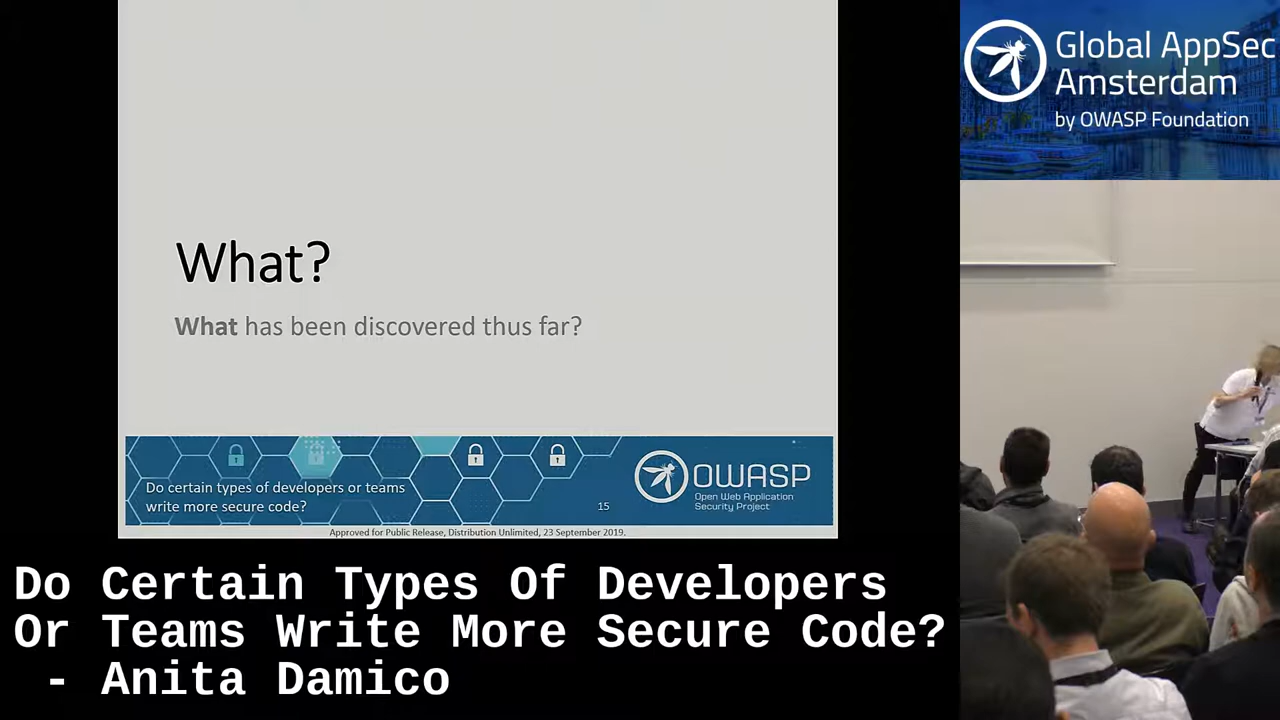 What?
What has been discovered thus far?
Do certain types of developers or teams
write more secure code?
15
OWASP
Open Web Application
Security Project
Approved for Public Release, Distribution Unlimited, 23 September 2019.
Global AppSec
Amsterdam
by OWASP Foundation
Do Certain Types Of Developers
Or Teams Write More Secure Code?
- Anita Damico